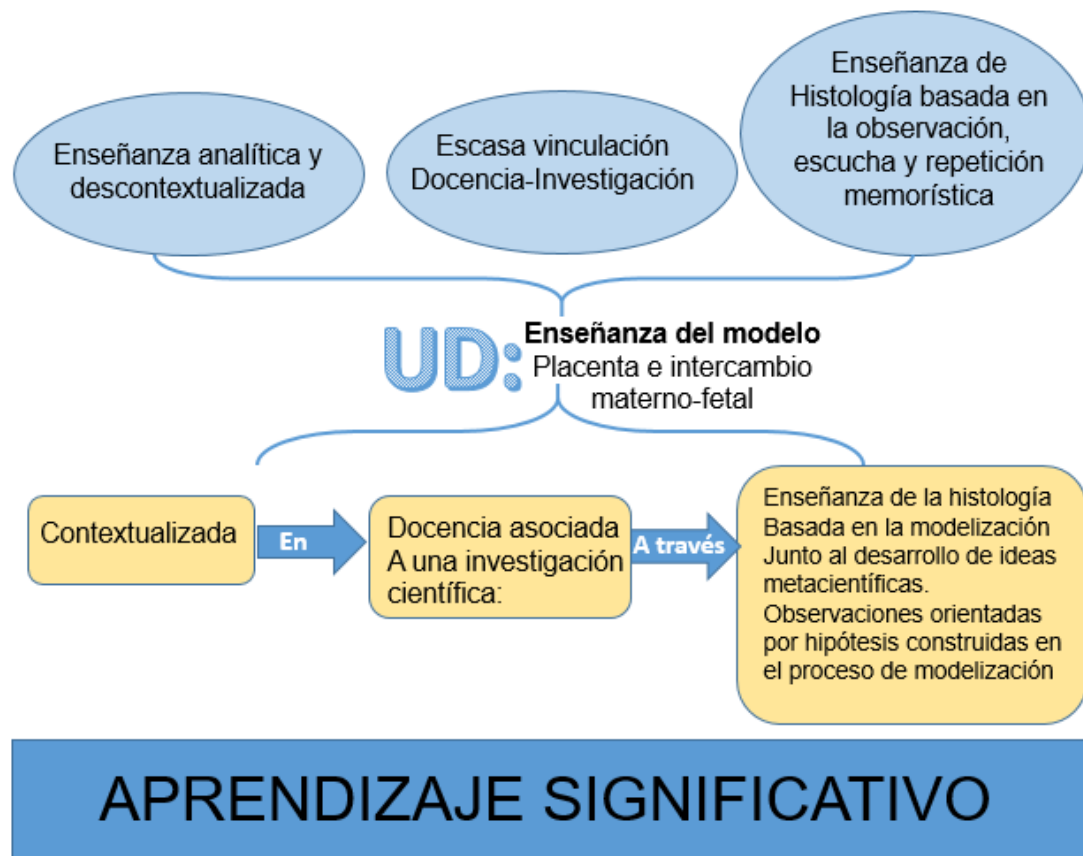 Enseñanza analítica y
descontextualizada
Escasa vinculación
Docencia-Investigación
Enseñanza de
Histología basada en
la observación,
escucha y repetición
memorística
UD:
Enseñanza del modelo
Placenta e intercambio
materno-fetal
Contextualizada
En
Docencia asociada
A una investigación
científica:
A través
Enseñanza de la histología
Basada en la modelización
Junto al desarrollo de ideas
metacientíficas.
Observaciones orientadas
por hipótesis construidas en
el proceso de modelización
APRENDIZAJE SIGNIFICATIVO